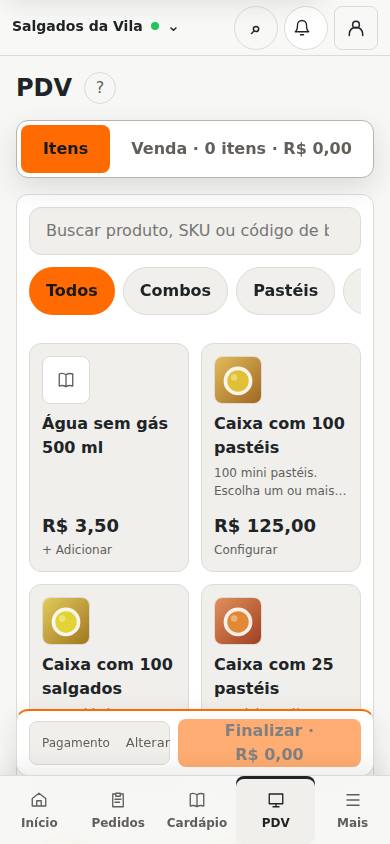 Salgados da Vila
PDV ?
Itens Venda · 0 itens · R$ 0,00
Buscar produto, SKU ou código de b
Todos Combos Pastéis
Água sem gás
500 ml
R$ 3,50
+ Adicionar
Caixa com 100
pastéis
100 mini pastéis.
Escolha um ou mais...
R$ 125,00
Configurar
Caixa com 100
salgados
Caixa com 25
pastéis
Pagamento Alterar
Finalizar ·
R$ 0,00
Início Pedidos Cardápio PDV Mais